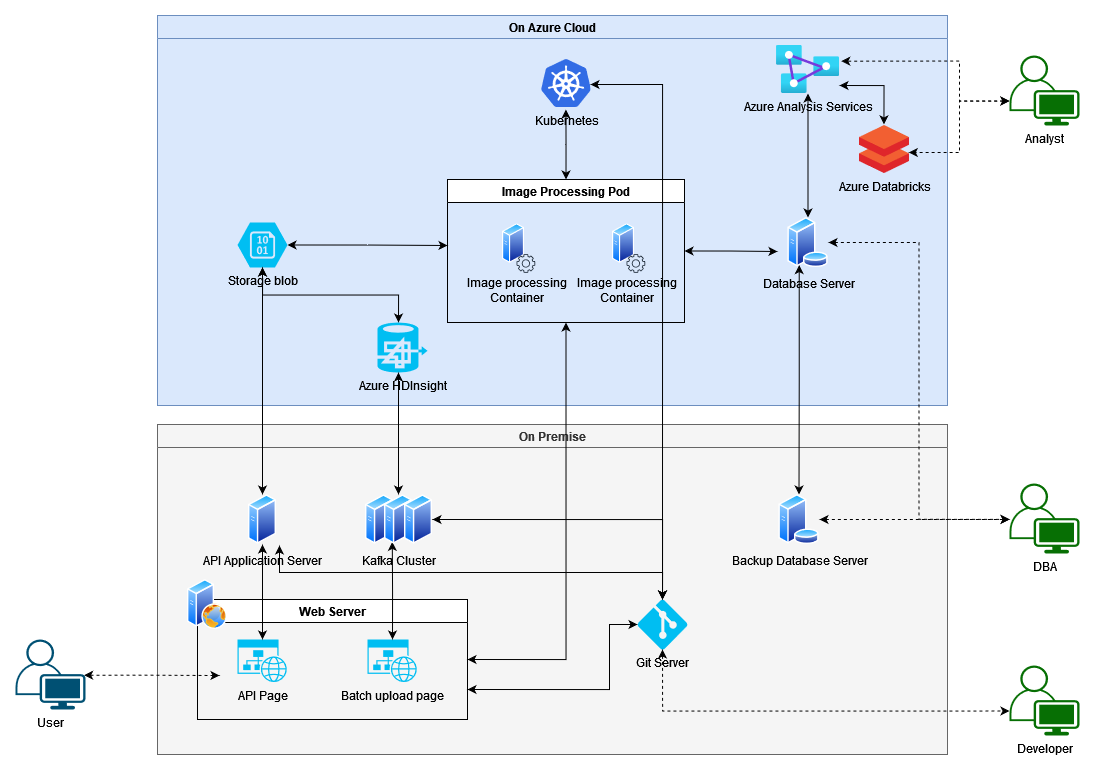 On Azure Cloud
Kubernetes
Azure Analysis Services
Analyst
Azure Databricks
Image Processing Pod
10
01
Storage blob
Image processing
Container
Image processing
Container
Database Server
Azure HDInsight
On Premise
API Application Server
Kafka Cluster
Backup Database Server
DBA
Web Server
Git Server
API Page
Batch upload page
User
Developer